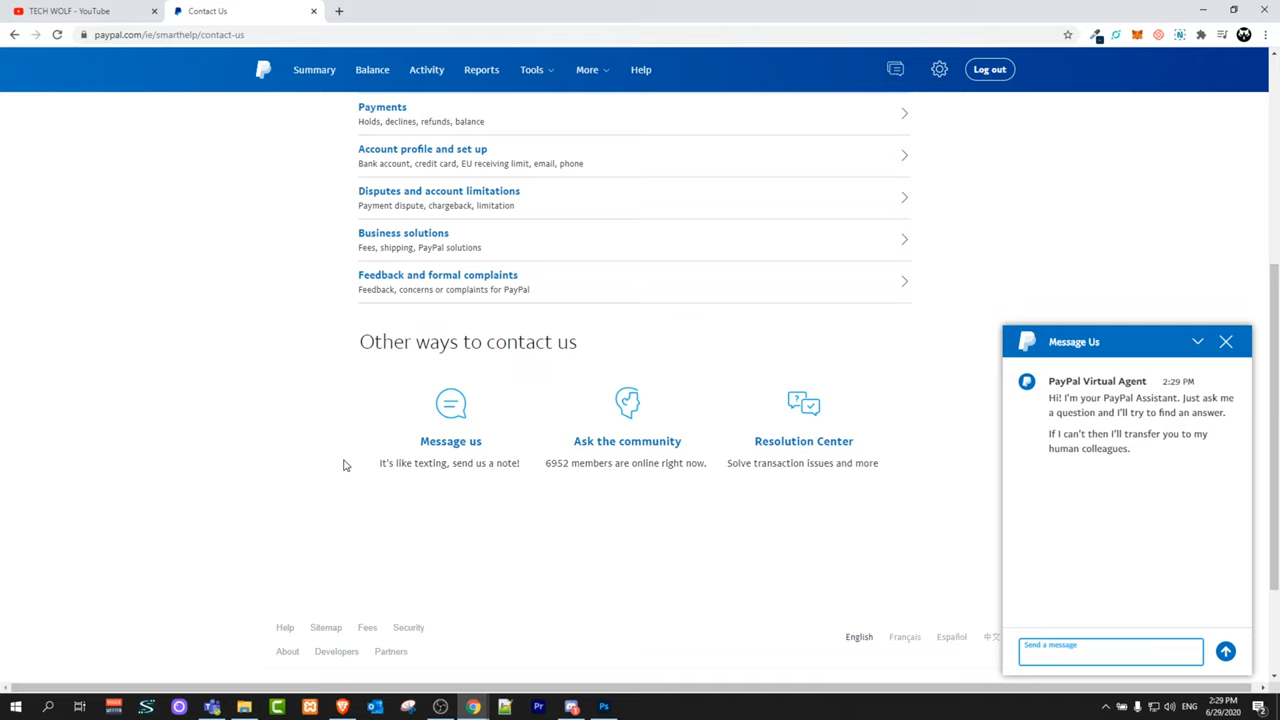 TECH WOLF - YouTube
Contact Us
paypal.com/ie/smarthelp/contact-us
Summary
Balance
Activity
Reports
Tools
More
Help
Log out
Payments
Holds, declines, refunds, balance
Account profile and set up
Bank account, credit card, EU receiving limit, email, phone
Disputes and account limitations
Payment dispute, chargeback, limitation
Business solutions
Fees, shipping, PayPal solutions
Feedback and formal complaints
Feedback, concerns or complaints for PayPal
Other ways to contact us
Message us
It's like texting, send us a note!
Ask the community
6952 members are online right now.
Resolution Center
Solve transaction issues and more
Message Us
PayPal Virtual Agent 2:29 PM
Hi! I'm your PayPal Assistant. Just ask me
a question and I'll try to find an answer.
If I can't then I'll transfer you to my
human colleagues.
Send a message
Help
Sitemap
Fees
Security
About
Developers
Partners
English
Français
Español
中文
ENG
2:29 PM
6/29/2020